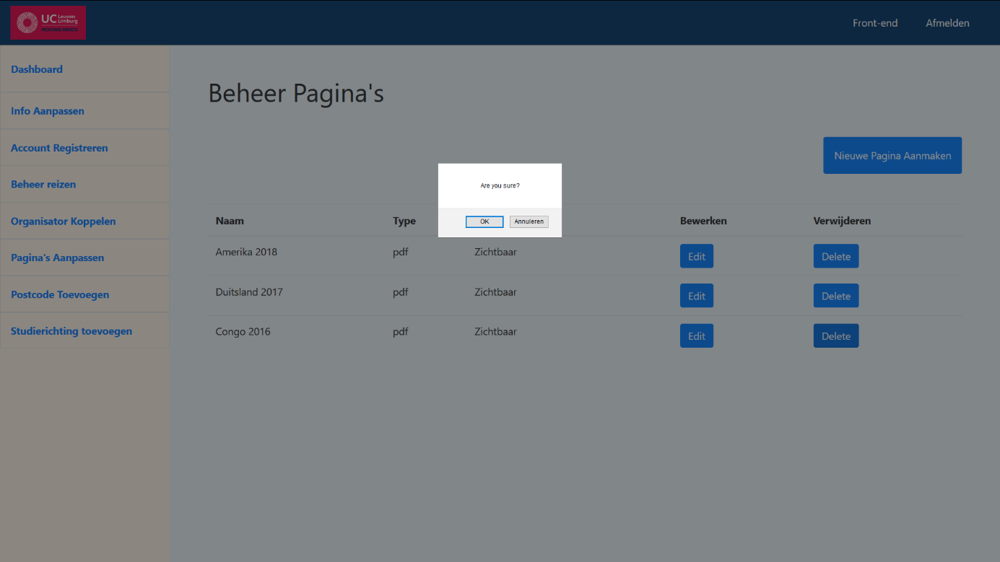 UC Leuven Limburg
MOVING MINDS
Front-end
Afmelden
Dashboard
Info Aanpassen
Account Registreren
Beheer reizen
Organisator Koppelen
Pagina's Aanpassen
Postcode Toevoegen
Studierichting toevoegen
Beheer Pagina's
Nieuwe Pagina Aanmaken
Are you sure?
OK Annuleren
Naam Type Bewerken Verwijderen
Amerika 2018 pdf Zichtbaar Edit Delete
Duitsland 2017 pdf Zichtbaar Edit Delete
Congo 2016 pdf Zichtbaar Edit Delete